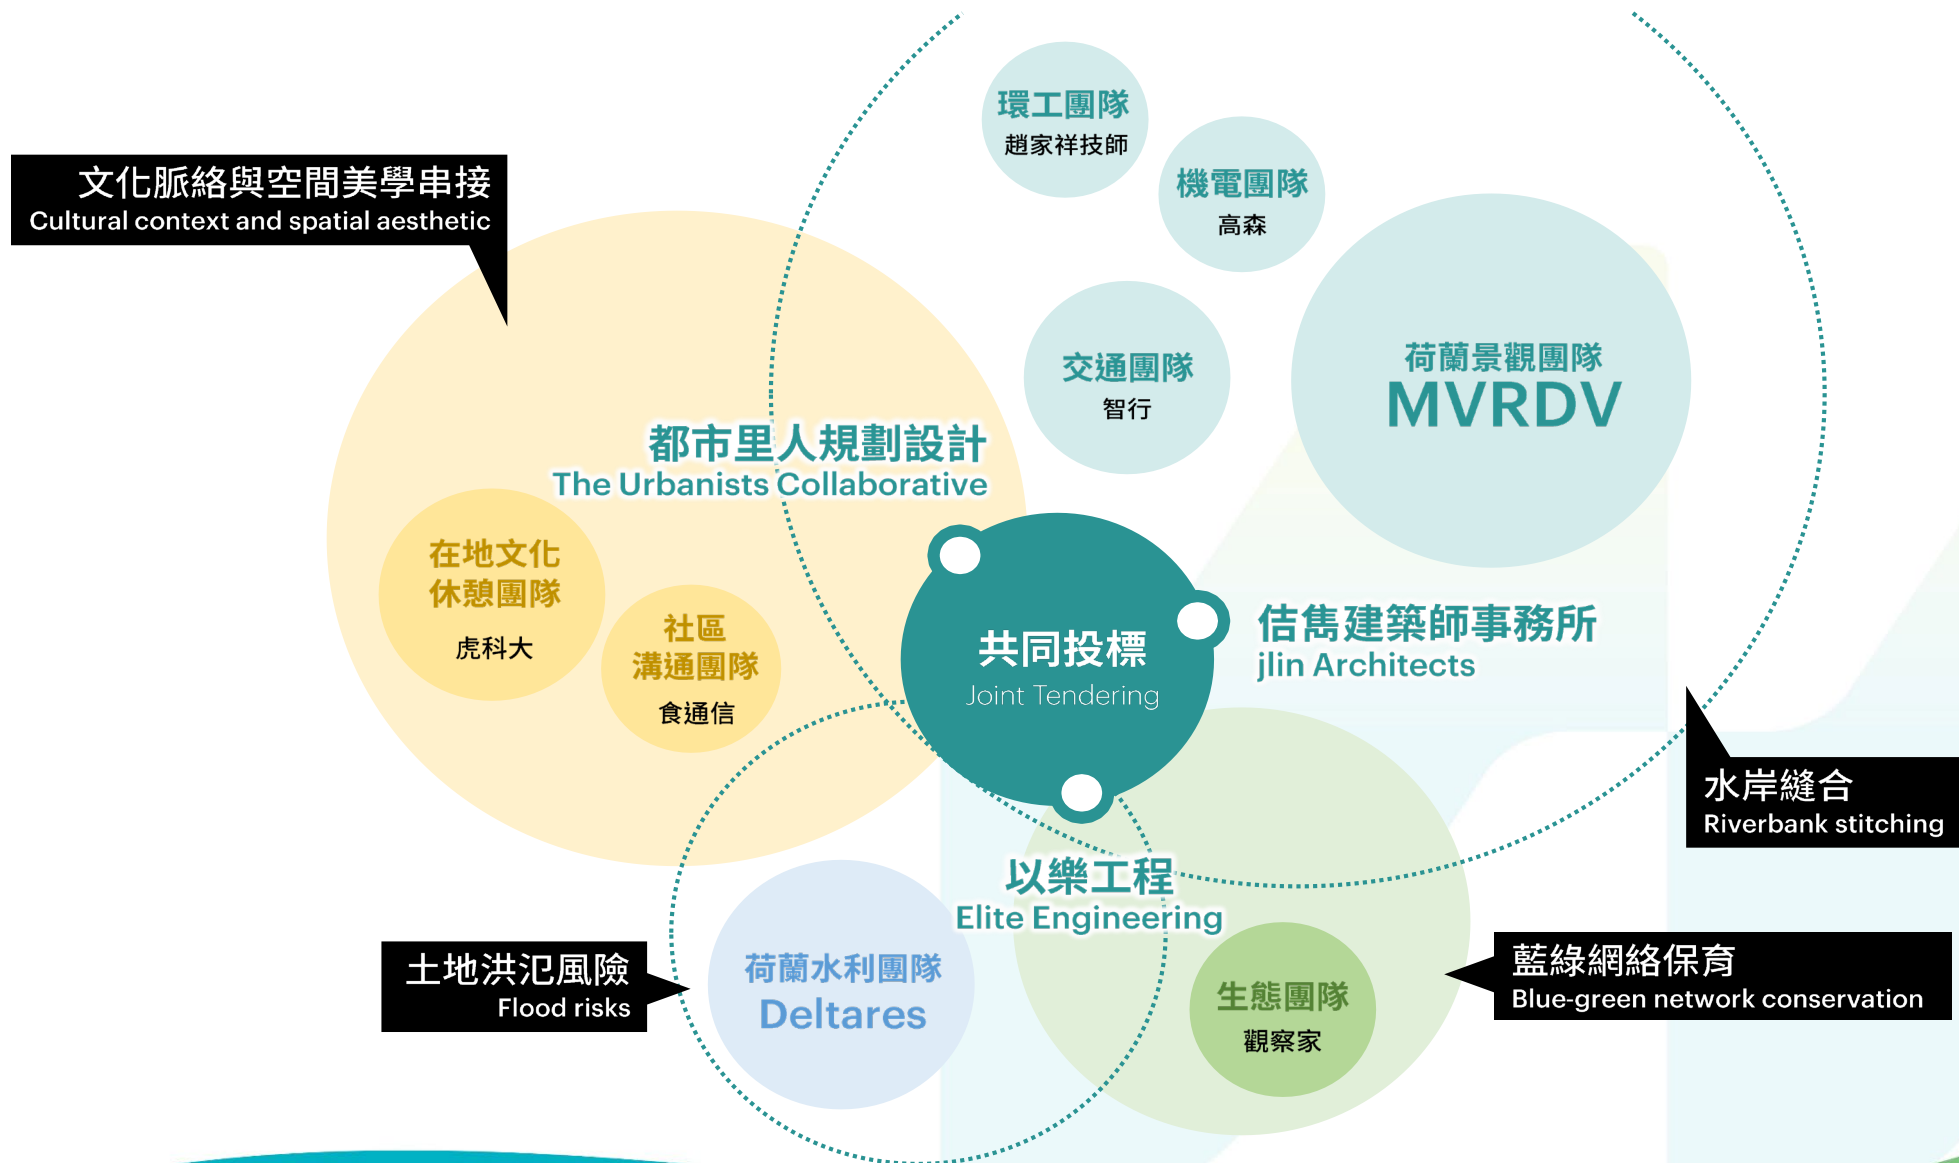 環工團隊
趙家祥技師
機電團隊
高森
文化脈絡與空間美學串接
Cultural context and spatial aesthetic
交通團隊
智行
荷蘭景觀團隊
MVRDV
都市里人規劃設計
The Urbanists Collaborative
在地文化
休憩團隊
虎科大
社區
溝通團隊
食通信
共同投標
Joint Tendering
佶雋建築師事務所
jlin Architects
水岸縫合
Riverbank stitching
以樂工程
Elite Engineering
土地洪氾風險
Flood risks
荷蘭水利團隊
Deltares
生態團隊
觀察家
藍綠網絡保育
Blue-green network conservation